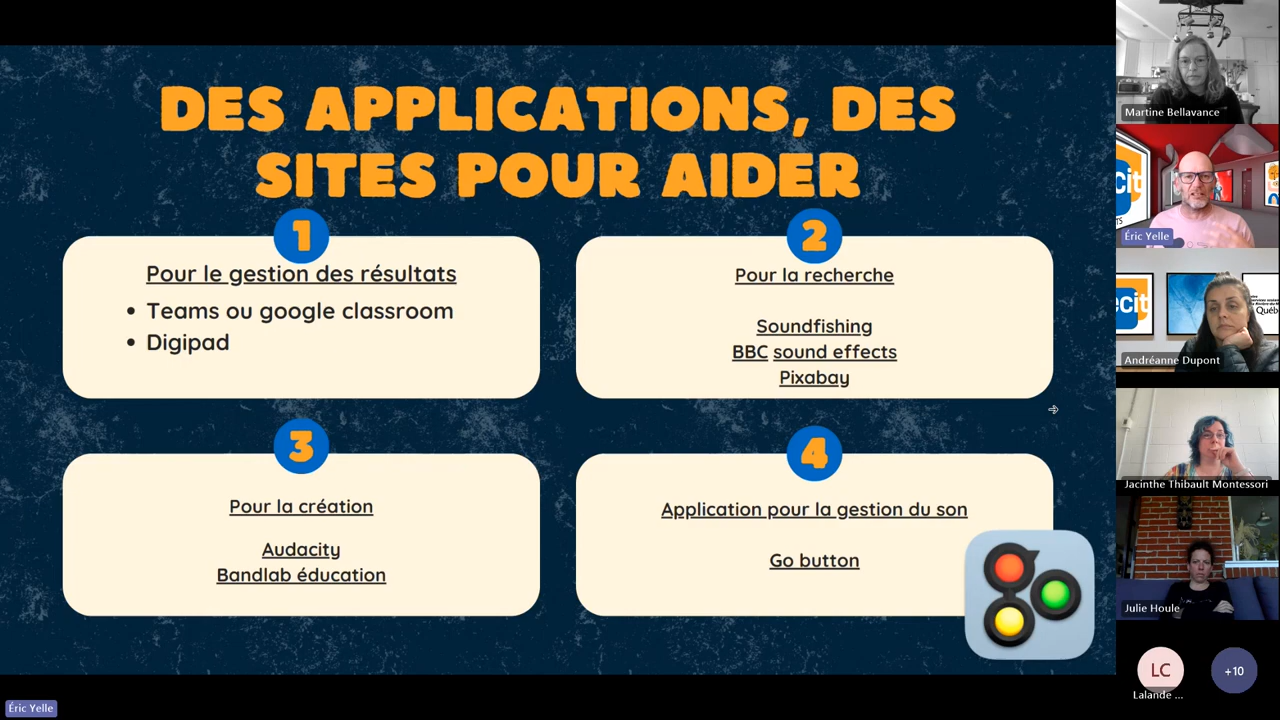 DES APPLICATIONS, DES
SITES POUR AIDER
1
Pour le gestion des résultats
• Teams ou google classroom
• Digipad
2
Pour la recherche
Soundfishing
BBC sound effects
Pixabay
3
Pour la création
Audacity
Bandlab éducation
4
Application pour la gestion du son
Go button
Martine Bellavance
cit
Éric Yelle
ecit
Québ
Andréanne Dupont
Jacinthe Thibault Montessori
Julie Houle
LC
Lalande ...
+10
Éric Yelle